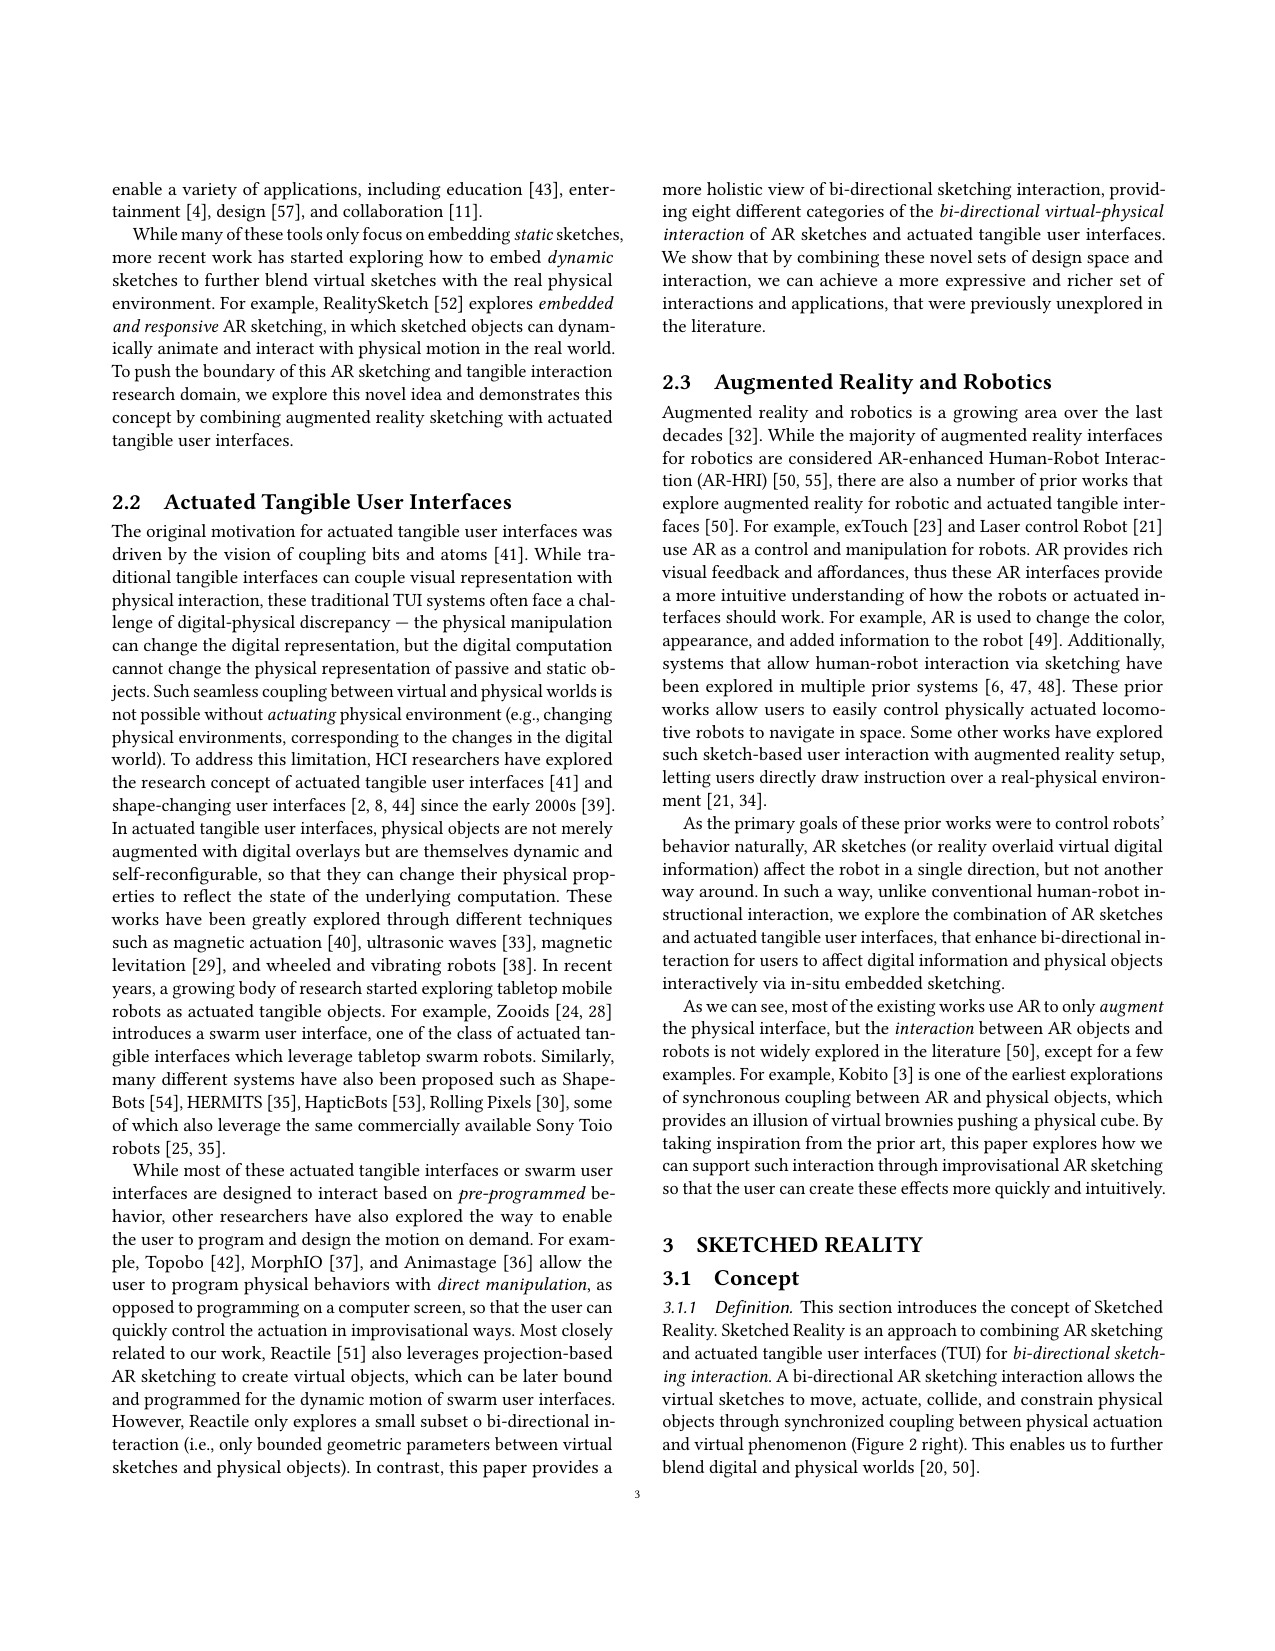 enable a variety of applications, including education [43], enter-
tainment [4], design [57], and collaboration [11].
While many of these tools only focus on embedding static sketches,
more recent work has started exploring how to embed dynamic
sketches to further blend virtual sketches with the real physical
environment. For example, RealitySketch [52] explores embedded
and responsive AR sketching, in which sketched objects can dynam-
ically animate and interact with physical motion in the real world.
To push the boundary of this AR sketching and tangible interaction
research domain, we explore this novel idea and demonstrates this
concept by combining augmented reality sketching with actuated
tangible user interfaces.
2.2 Actuated Tangible User Interfaces
The original motivation for actuated tangible user interfaces was
driven by the vision of coupling bits and atoms [41]. While tra-
ditional tangible interfaces can couple visual representation with
physical interaction, these traditional TUI systems often face a chal-
lenge of digital-physical discrepancy — the physical manipulation
can change the digital representation, but the digital computation
cannot change the physical representation of passive and static ob-
jects. Such seamless coupling between virtual and physical worlds is
not possible without actuating physical environment (e.g., changing
physical environments, corresponding to the changes in the digital
world). To address this limitation, HCI researchers have explored
the research concept of actuated tangible user interfaces [41] and
shape-changing user interfaces [2, 8, 44] since the early 2000s [39].
In actuated tangible user interfaces, physical objects are not merely
augmented with digital overlays but are themselves dynamic and
self-reconfigurable, so that they can change their physical prop-
erties to reflect the state of the underlying computation. These
works have been greatly explored through different techniques
such as magnetic actuation [40], ultrasonic waves [33], magnetic
levitation [29], and wheeled and vibrating robots [38]. In recent
years, a growing body of research started exploring tabletop mobile
robots as actuated tangible objects. For example, Zooids [24, 28]
introduces a swarm user interface, one of the class of actuated tan-
gible interfaces which leverage tabletop swarm robots. Similarly,
many different systems have also been proposed such as Shape-
Bots [54], HERMITS [35], HapticBots [53], Rolling Pixels [30], some
of which also leverage the same commercially available Sony Toio
robots [25, 35].
While most of these actuated tangible interfaces or swarm user
interfaces are designed to interact based on pre-programmed be-
havior, other researchers have also explored the way to enable
the user to program and design the motion on demand. For exam-
ple, Topobo [42], MorphIO [37], and Animastage [36] allow the
user to program physical behaviors with direct manipulation, as
opposed to programming on a computer screen, so that the user can
quickly control the actuation in improvisational ways. Most closely
related to our work, Reactile [51] also leverages projection-based
AR sketching to create virtual objects, which can be later bound
and programmed for the dynamic motion of swarm user interfaces.
However, Reactile only explores a small subset o bi-directional in-
teraction (i.e., only bounded geometric parameters between virtual
sketches and physical objects). In contrast, this paper provides a
more holistic view of bi-directional sketching interaction, provid-
ing eight different categories of the bi-directional virtual-physical
interaction of AR sketches and actuated tangible user interfaces.
We show that by combining these novel sets of design space and
interaction, we can achieve a more expressive and richer set of
interactions and applications, that were previously unexplored in
the literature.
2.3 Augmented Reality and Robotics
Augmented reality and robotics is a growing area over the last
decades [32]. While the majority of augmented reality interfaces
for robotics are considered AR-enhanced Human-Robot Interac-
tion (AR-HRI) [50, 55], there are also a number of prior works that
explore augmented reality for robotic and actuated tangible inter-
faces [50]. For example, exTouch [23] and Laser control Robot [21]
use AR as a control and manipulation for robots. AR provides rich
visual feedback and affordances, thus these AR interfaces provide
a more intuitive understanding of how the robots or actuated in-
terfaces should work. For example, AR is used to change the color,
appearance, and added information to the robot [49]. Additionally,
systems that allow human-robot interaction via sketching have
been explored in multiple prior systems [6, 47, 48]. These prior
works allow users to easily control physically actuated locomo-
tive robots to navigate in space. Some other works have explored
such sketch-based user interaction with augmented reality setup,
letting users directly draw instruction over a real-physical environ-
ment [21, 34].
As the primary goals of these prior works were to control robots’
behavior naturally, AR sketches (or reality overlaid virtual digital
information) affect the robot in a single direction, but not another
way around. In such a way, unlike conventional human-robot in-
structional interaction, we explore the combination of AR sketches
and actuated tangible user interfaces, that enhance bi-directional in-
teraction for users to affect digital information and physical objects
interactively via in-situ embedded sketching.
As we can see, most of the existing works use AR to only augment
the physical interface, but the interaction between AR objects and
robots is not widely explored in the literature [50], except for a few
examples. For example, Kobito [3] is one of the earliest explorations
of synchronous coupling between AR and physical objects, which
provides an illusion of virtual brownies pushing a physical cube. By
taking inspiration from the prior art, this paper explores how we
can support such interaction through improvisational AR sketching
so that the user can create these effects more quickly and intuitively.
3 SKETCHED REALITY
3.1 Concept
3.1.1 Definition. This section introduces the concept of Sketched
Reality. Sketched Reality is an approach to combining AR sketching
and actuated tangible user interfaces (TUI) for bi-directional sketch-
ing interaction. A bi-directional AR sketching interaction allows the
virtual sketches to move, actuate, collide, and constrain physical
objects through synchronized coupling between physical actuation
and virtual phenomenon (Figure 2 right). This enables us to further
blend digital and physical worlds [20, 50].
3